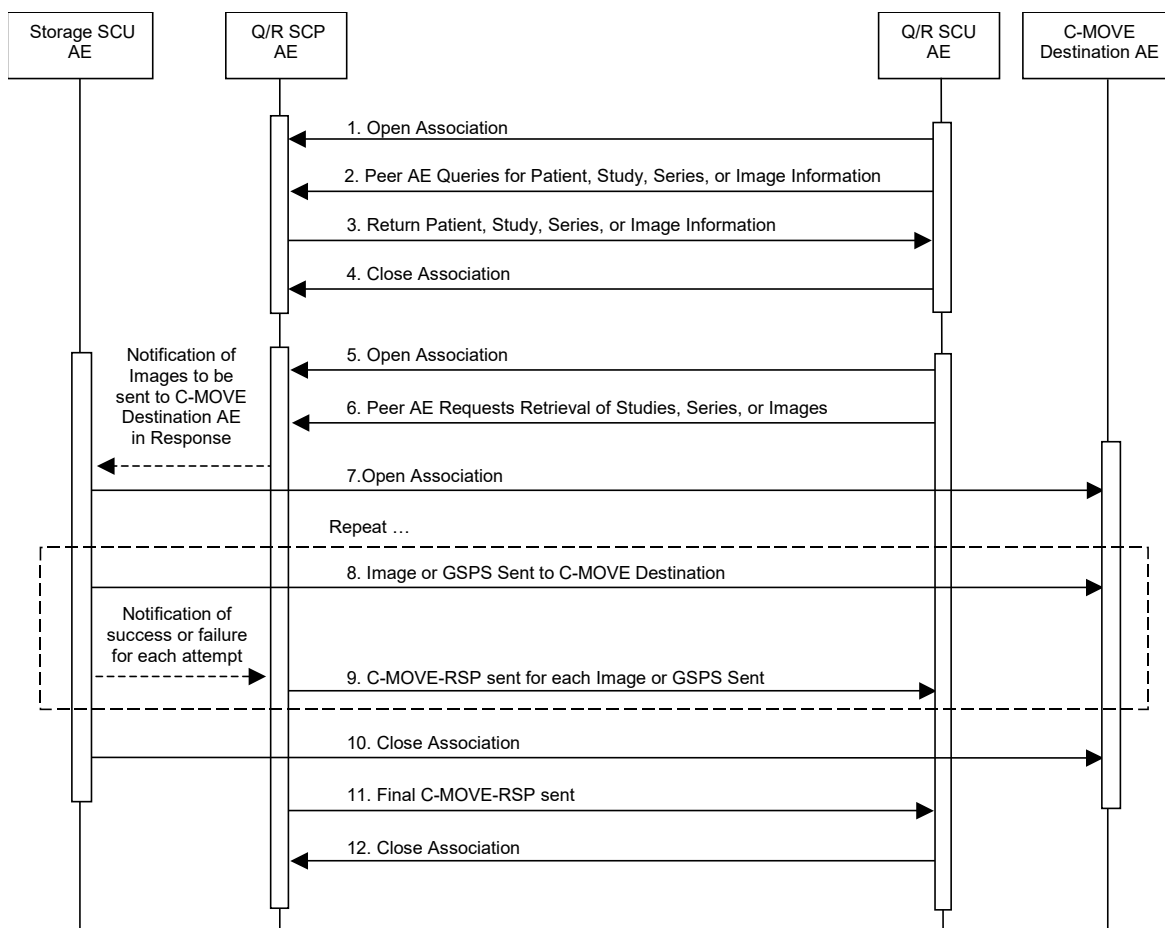 Storage SCU
AE
Q/R SCP
AE
Q/R SCU
AE
C-MOVE
Destination AE
1. Open Association
2. Peer AE Queries for Patient, Study, Series, or Image Information
3. Return Patient, Study, Series, or Image Information
4. Close Association
Notification of
Images to be
sent to C-MOVE
Destination AE
in Response
5. Open Association
6. Peer AE Requests Retrieval of Studies, Series, or Images
7.Open Association
Repeat …
8. Image or GSPS Sent to C-MOVE Destination
Notification of
success or failure
for each attempt
9. C-MOVE-RSP sent for each Image or GSPS Sent
10. Close Association
11. Final C-MOVE-RSP sent
12. Close Association